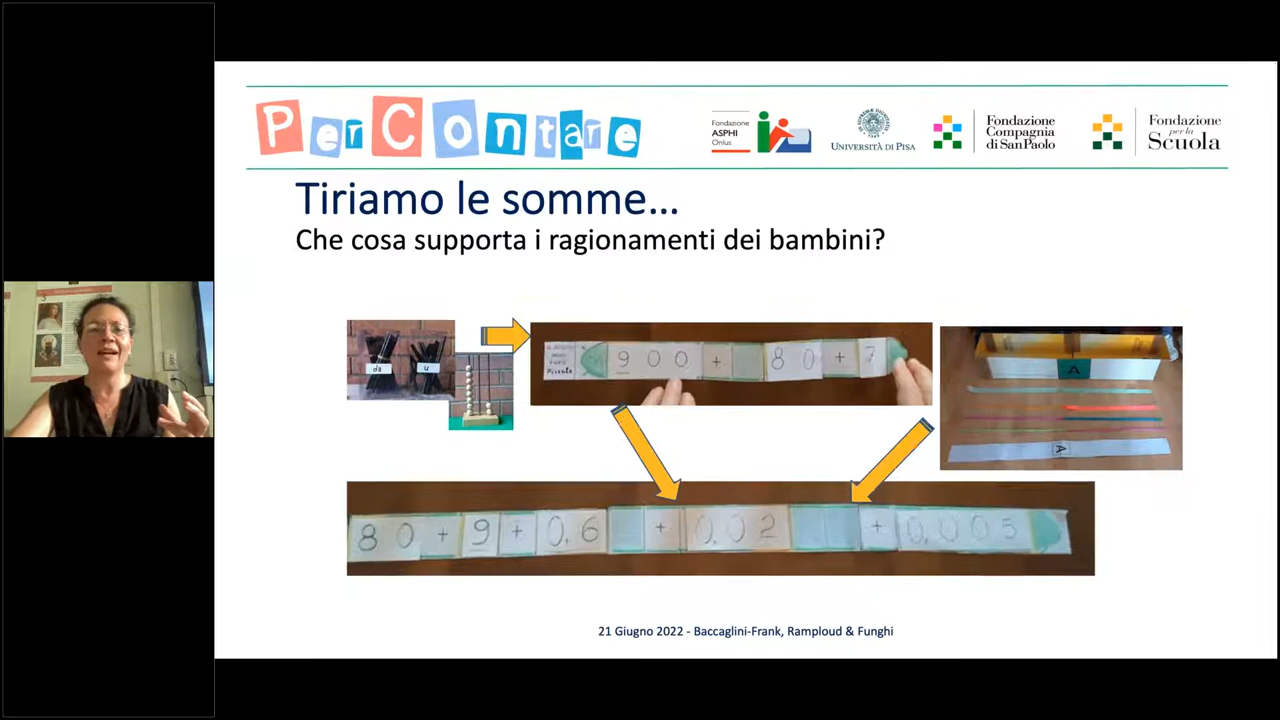 PerContare
Fondazione
ASPHI
Onlus
UNIVERSITÀ DI PISA
Fondazione
Compagnia
di SanPaolo
Fondazione
per la
Scuola
Tiriamo le somme...
Che cosa supporta i ragionamenti dei bambini?
da
u
900 + 80 + 7
A
A
80 + 9 + 0,6 + 0,02 + 0,005
21 Giugno 2022 - Baccaglini-Frank, Ramploud & Funghi